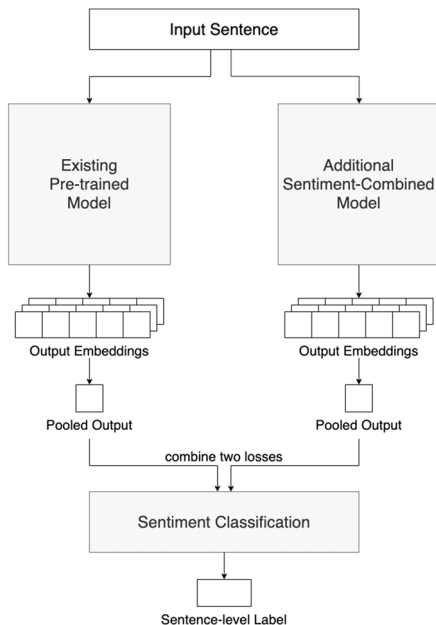 Input Sentence
Existing
Pre-trained
Model
Additional
Sentiment-Combined
Model
Output Embeddings
Output Embeddings
Pooled Output
Pooled Output
combine two losses
Sentiment Classification
Sentence-level Label